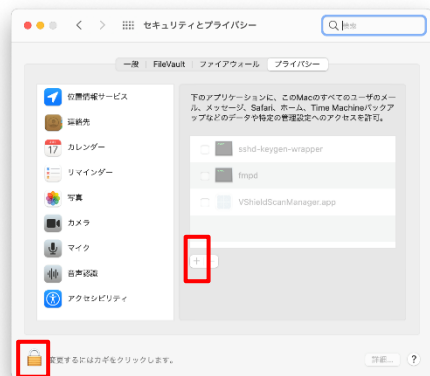 セキュリティとプライバシー
検索
一般
FileVault
ファイアウォール
プライバシー
位置情報サービス
連絡先
17
カレンダー
リマインダー
写真
カメラ
マイク
音声認識
アクセシビリティ
下のアプリケーションに、このMacのすべてのユーザのメー
ル、メッセージ、Safari、ホーム、Time Machineバックア
ップなどのデータや特定の管理設定へのアクセスを許可。
sshd-keygen-wrapper
fmpd
VShieldScanManager.app
+
変更するにはカギをクリックします。
詳細...
?